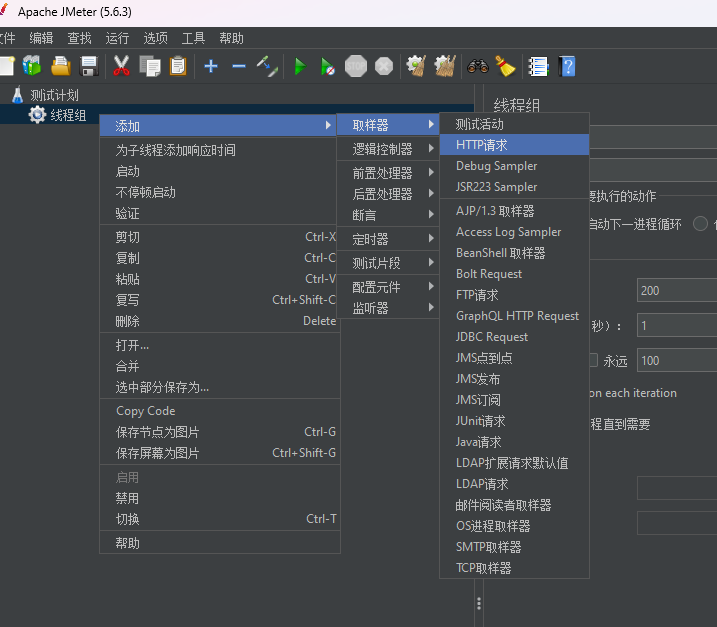 Apache JMeter (5.6.3)
文件 编辑 查找 运行 选项 工具 帮助
测试计划
线程组
线程组
添加
为子线程添加响应时间
启动
不停顿启动
验证
剪切 Ctrl-X
复制 Ctrl-C
粘贴 Ctrl-V
复写 Ctrl+Shift-C
删除 Delete
打开...
合并
选中部分保存为...
Copy Code
保存节点为图片 Ctrl-G
保存屏幕为图片 Ctrl+Shift-G
启用
禁用
切换 Ctrl-T
帮助
取样器
逻辑控制器
前置处理器
后置处理器
断言
定时器
测试片段
配置元件
监听器
测试活动
HTTP请求
Debug Sampler
JSR223 Sampler
AJP/1.3 取样器
Access Log Sampler
BeanShell 取样器
Bolt Request
FTP请求
GraphQL HTTP Request
JDBC Request
JMS点到点
JMS发布
JMS订阅
JUnit请求
Java请求
LDAP扩展请求默认值
LDAP请求
邮件阅读者取样器
OS进程取样器
SMTP取样器
TCP取样器
要执行的动作
启动下一进程循环
200
秒）： 1
永远 100
on each iteration
程直到需要